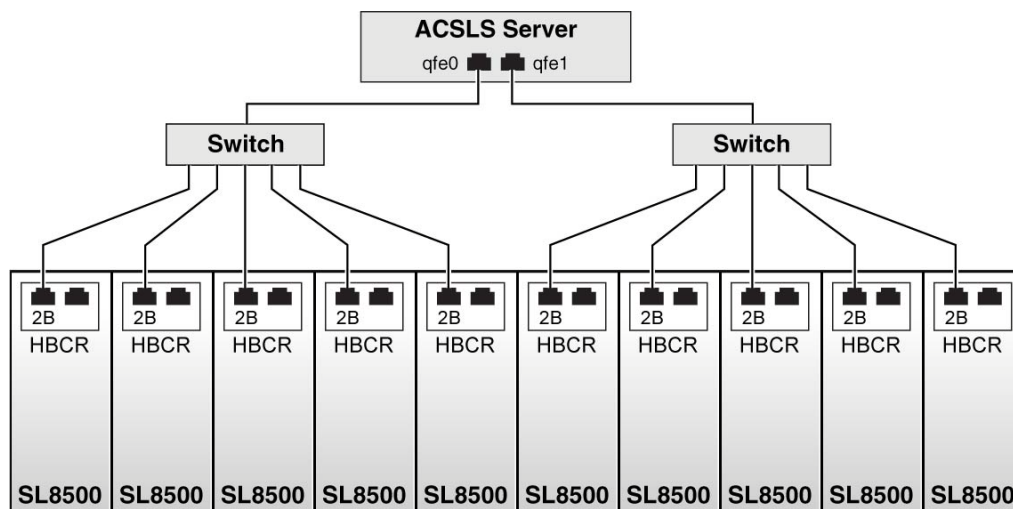 ACSLS Server
qfe0 qfe1
Switch Switch
2B 2B 2B 2B 2B 2B 2B 2B 2B 2B
HBCR HBCR HBCR HBCR HBCR HBCR HBCR HBCR HBCR HBCR
SL8500 SL8500 SL8500 SL8500 SL8500 SL8500 SL8500 SL8500 SL8500 SL8500